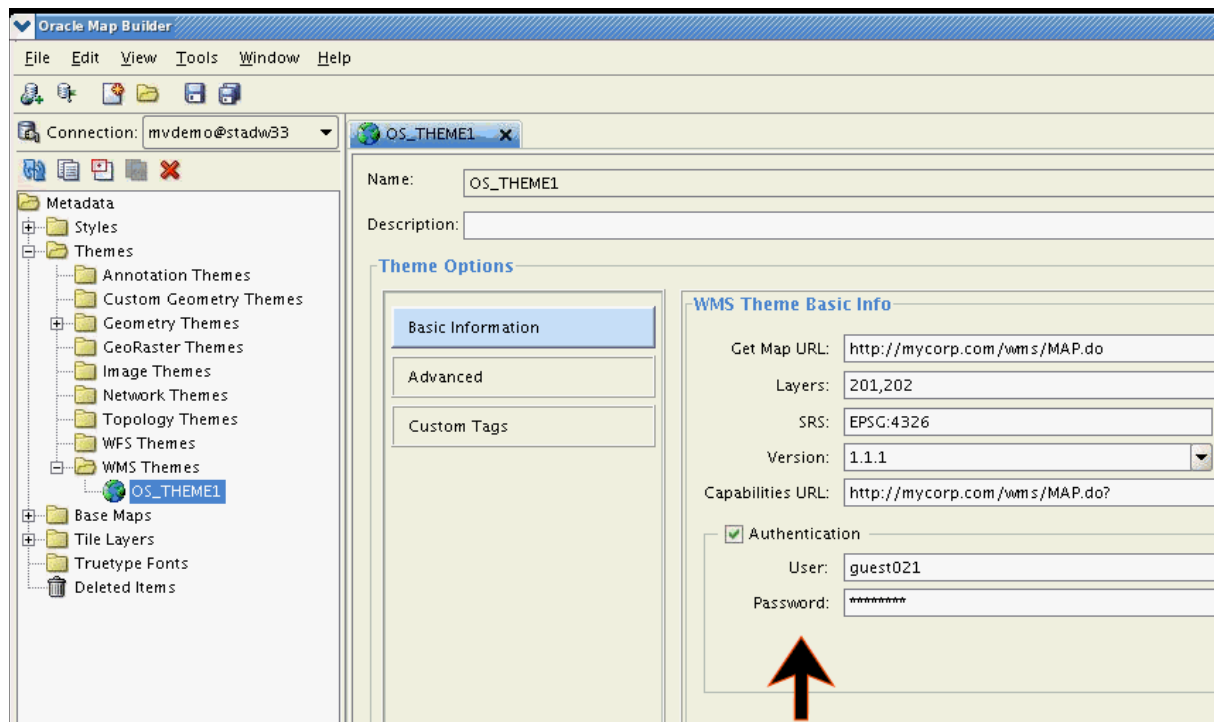 Oracle Map Builder
File Edit View Tools Window Help
Connection: mvdemo@stadw33
OS_THEME1
Metadata
Styles
Themes
Annotation Themes
Custom Geometry Themes
Geometry Themes
GeoRaster Themes
Image Themes
Network Themes
Topology Themes
WFS Themes
WMS Themes
OS_THEME1
Base Maps
Tile Layers
Truetype Fonts
Deleted Items
Name: OS_THEME1
Description:
Theme Options
Basic Information
Advanced
Custom Tags
WMS Theme Basic Info
Get Map URL: http://mycorp.com/wms/MAP.do
Layers: 201,202
SRS: EPSG:4326
Version: 1.1.1
Capabilities URL: http://mycorp.com/wms/MAP.do?
Authentication
User: guest021
Password: ********